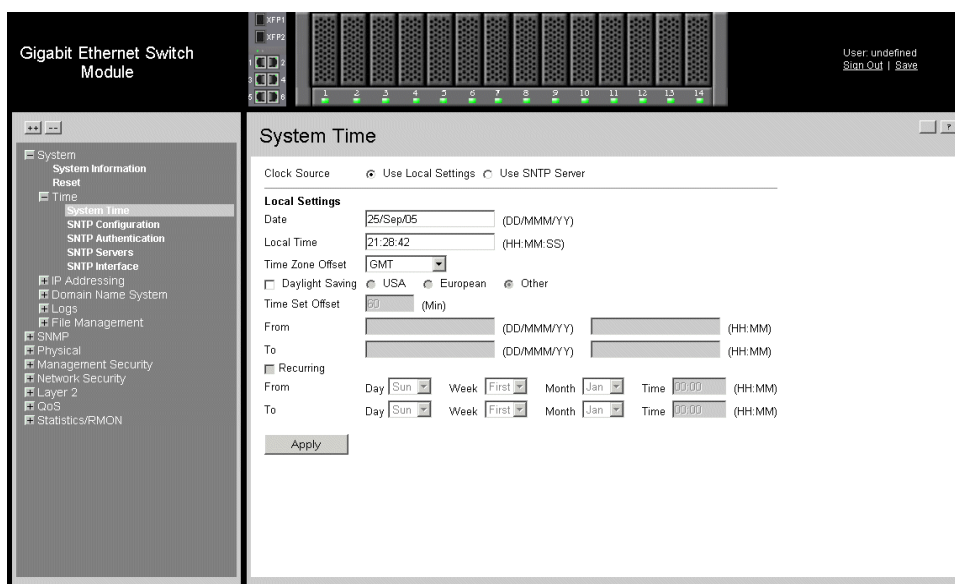 Gigabit Ethernet Switch
Module
XFP1
XFP2
1 2
3 4
5 6
1 2 3 4 5 6 7 8 9 10 11 12 13 14
User: undefined
Sign Out | Save
++ --
System
System Information
Reset
Time
System Time
SNTP Configuration
SNTP Authentication
SNTP Servers
SNTP Interface
IP Addressing
Domain Name System
Logs
File Management
SNMP
Physical
Management Security
Network Security
Layer 2
QoS
Statistics/RMON
System Time
?
Clock Source Use Local Settings Use SNTP Server
Local Settings
Date 25/Sep/05 (DD/MMM/YY)
Local Time 21:28:42 (HH:MM:SS)
Time Zone Offset GMT
Daylight Saving USA European Other
Time Set Offset 60 (Min)
From (DD/MMM/YY) (HH:MM)
To (DD/MMM/YY) (HH:MM)
Recurring
From Day Sun Week First Month Jan Time 00:00 (HH:MM)
To Day Sun Week First Month Jan Time 00:00 (HH:MM)
Apply